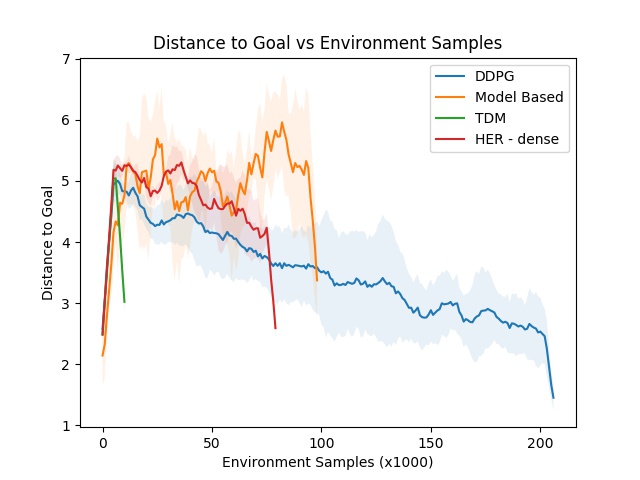 Distance to Goal vs Environment Samples
7
6
5
4
3
2
1
Distance to Goal
DDPG
Model Based
TDM
HER - dense
0
50
100
150
200
Environment Samples (x1000)